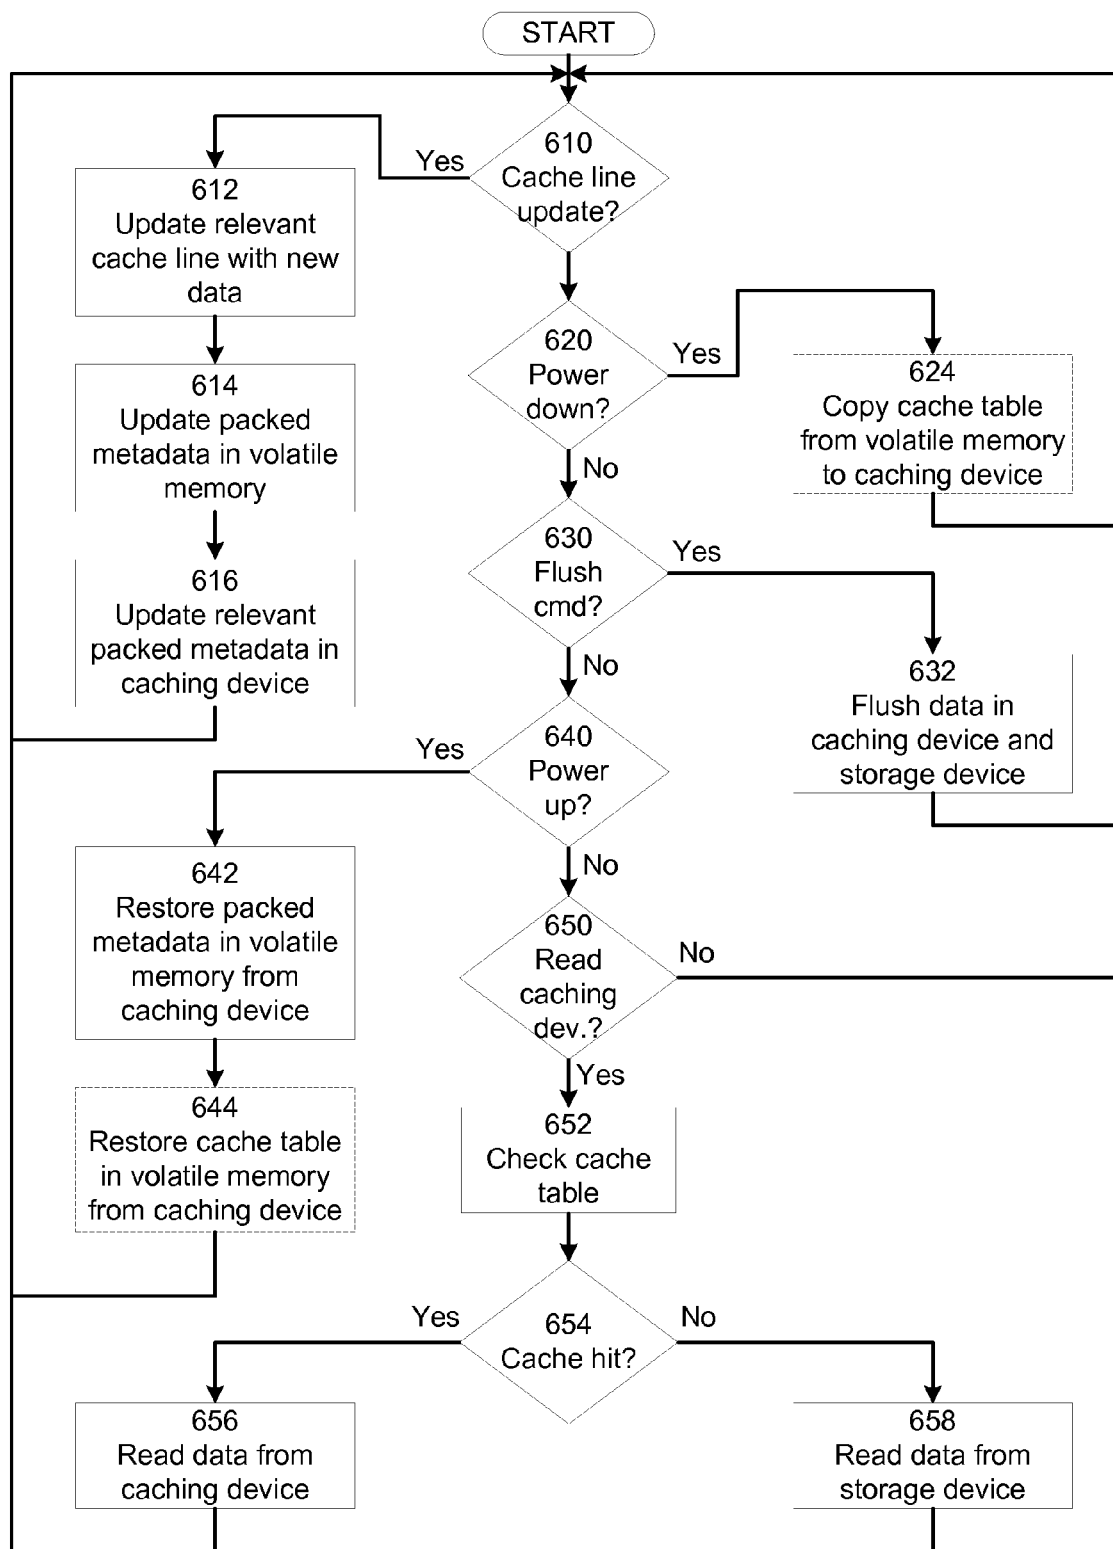 START
610
Cache line
update?
Yes
612
Update relevant
cache line with new
data
620
Power
down?
Yes
No
624
Copy cache table
from volatile memory
to caching device
614
Update packed
metadata in volatile
memory
630
Flush
cmd?
Yes
No
616
Update relevant
packed metadata in
caching device
632
Flush data in
caching device and
storage device
640
Power
up?
Yes
No
642
Restore packed
metadata in volatile
memory from
caching device
650
Read
caching
dev.?
No
Yes
644
Restore cache table
in volatile memory
from caching device
652
Check cache
table
654
Cache hit?
Yes
No
656
Read data from
caching device
658
Read data from
storage device